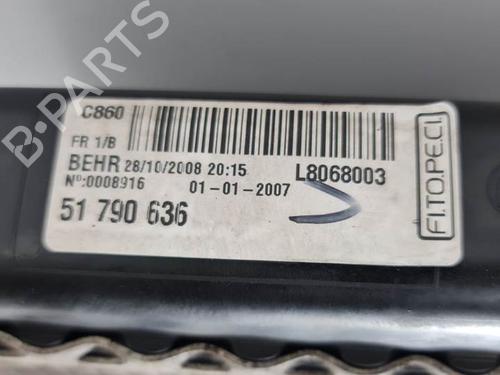 C860
FR 1/B
BEHR 28/10/2008 20:15 L8068003
Nº:0008916 01-01-2007
51 790 636
FI.TO.PE.CI.
B-PARTS